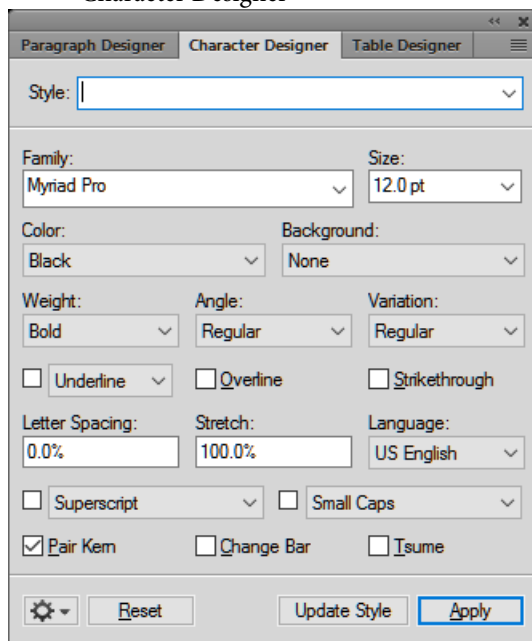 Character Designer
Paragraph Designer Character Designer Table Designer
Style:
Family: Size:
Myriad Pro 12.0 pt
Color: Background:
Black None
Weight: Angle: Variation:
Bold Regular Regular
Underline Overline Strikethrough
Letter Spacing: Stretch: Language:
0.0% 100.0% US English
Superscript Small Caps
Pair Kern Change Bar Tsume
Reset Update Style Apply